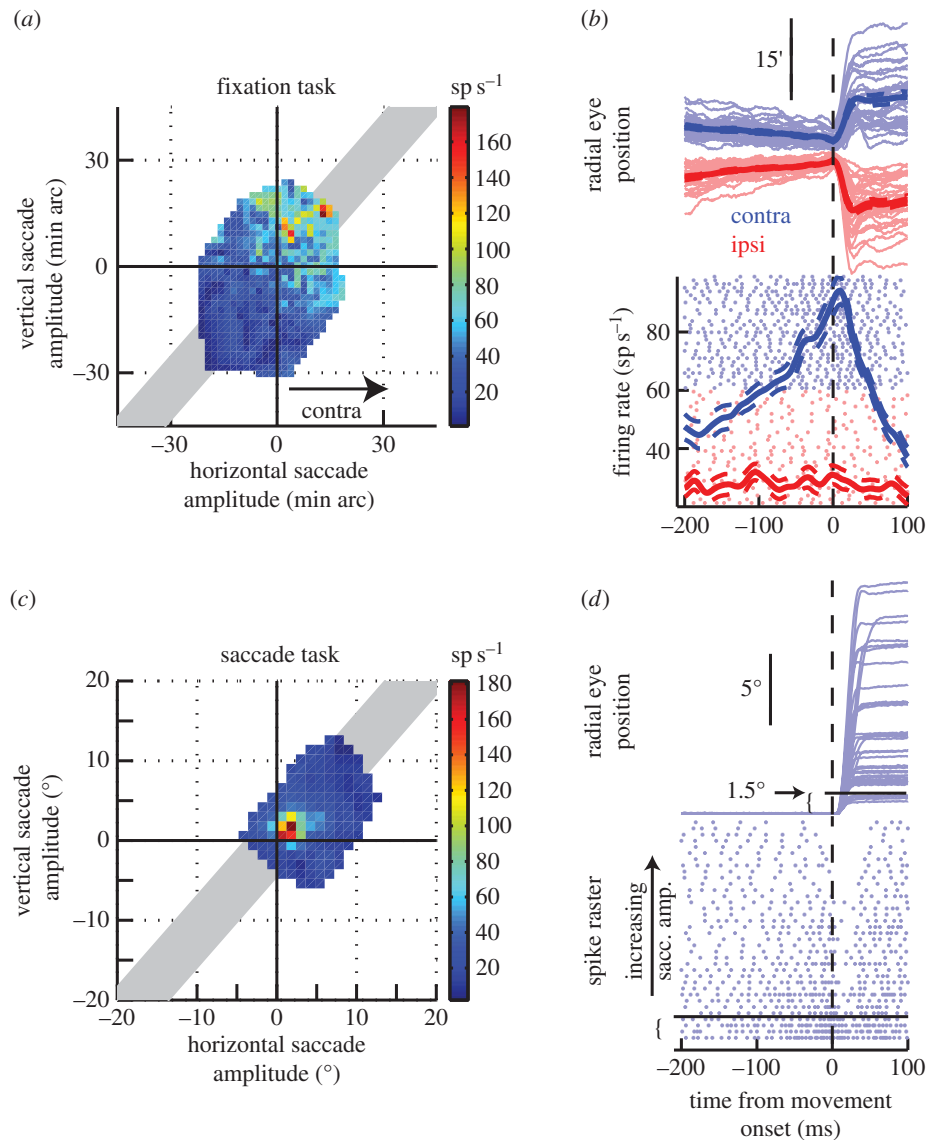 (a)
fixation task
sp s–1
160
140
120
100
80
60
40
20
vertical saccade
amplitude (min arc)
30
0
–30
contra
–30
0
30
horizontal saccade
amplitude (min arc)
(b)
15'
radial eye
position
contra
ipsi
firing rate (sp s–1)
80
60
40
–200
–100
0
100
(c)
saccade task
sp s–1
180
160
140
120
100
80
60
40
20
vertical saccade
amplitude (°)
20
10
0
–10
–20
–20
–10
0
10
20
horizontal saccade
amplitude (°)
(d)
radial eye
position
5°
1.5°
{
spike raster
increasing
sacc. amp.
{
–200
–100
0
100
time from movement
onset (ms)